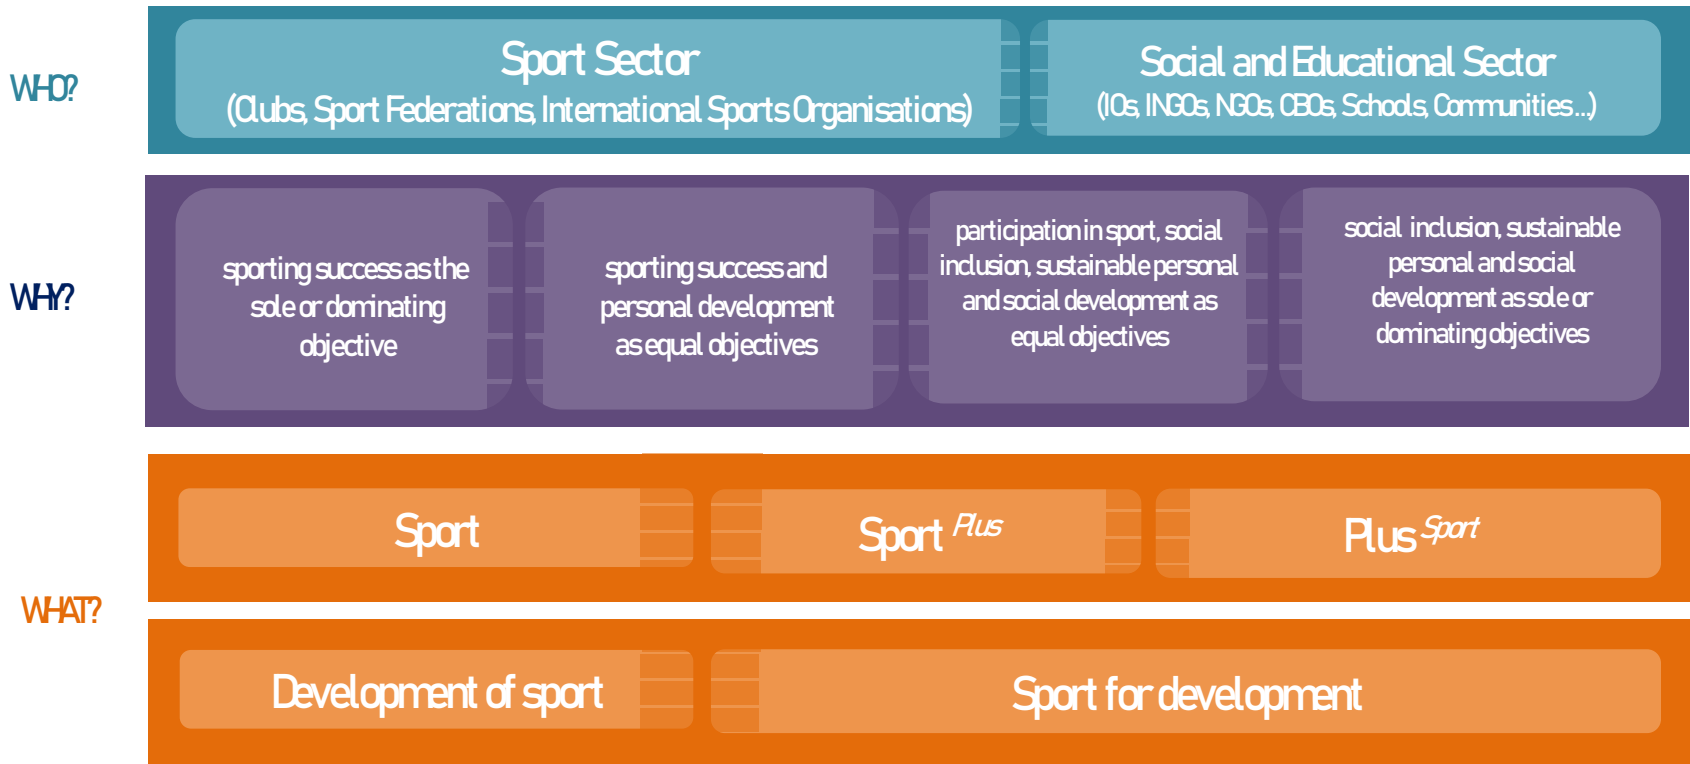 WHO?
Sport Sector
(Clubs, Sport Federations, International Sports Organisations)
Social and Educational Sector
(IOs, INGOs, NGOs, CBOs, Schools, Communities ...)
WHY?
sporting success as the
sole or dominating
objective
sporting success and
personal development
as equal objectives
participation in sport, social
inclusion, sustainable personal
and social development as
equal objectives
social inclusion, sustainable
personal and social
development as sole or
dominating objectives
WHAT?
Sport
Sport Plus
Plus Sport
Development of sport
Sport for development